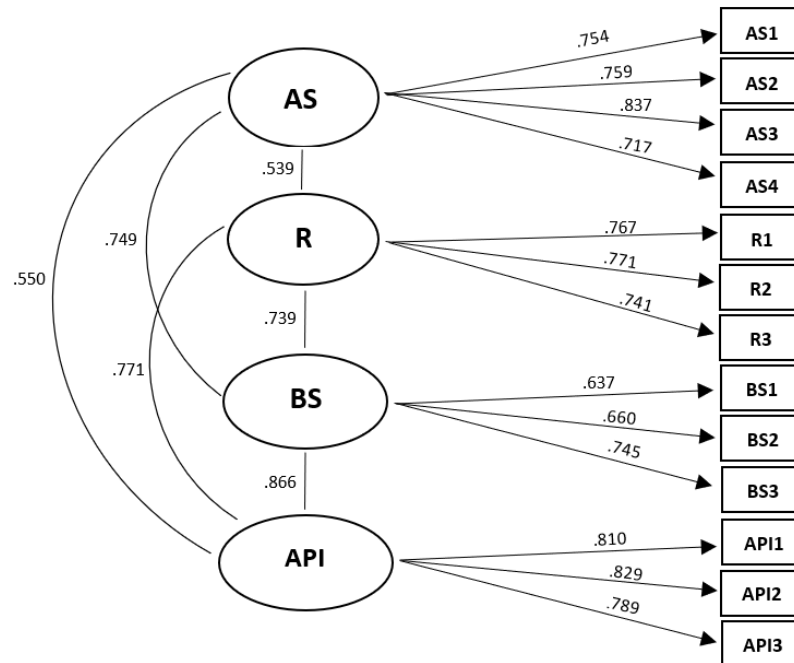 AS
R
BS
API
.539
.739
.866
.749
.550
.771
.754
.759
.837
.717
.767
.771
.741
.637
.660
.745
.810
.829
.789
AS1
AS2
AS3
AS4
R1
R2
R3
BS1
BS2
BS3
API1
API2
API3